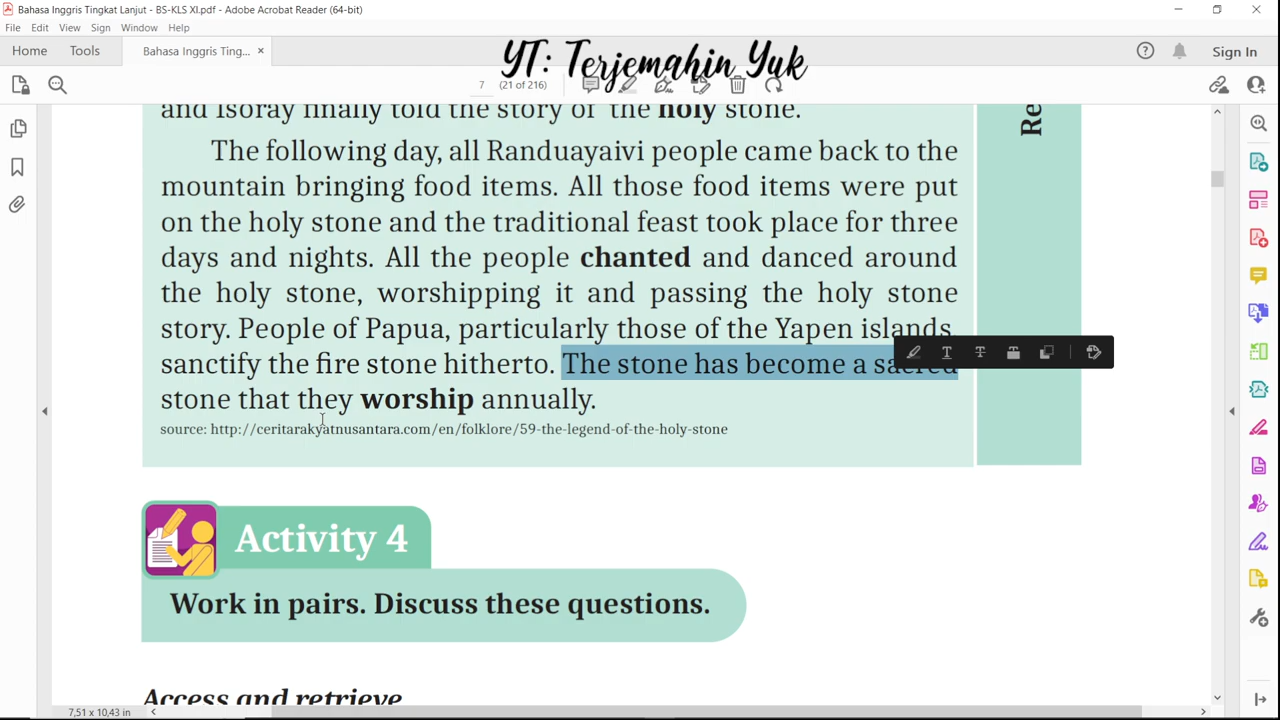 Bahasa Inggris Tingkat Lanjut - BS-KLS XI.pdf - Adobe Acrobat Reader (64-bit)
File Edit View Sign Window Help
Home Tools Bahasa Inggris Ting... × Sign In
YT: Terjemahin Yuk
7 (21 of 216)
and Isoray finally told the story of the holy stone.
Re
The following day, all Randuayaivi people came back to the
mountain bringing food items. All those food items were put
on the holy stone and the traditional feast took place for three
days and nights. All the people chanted and danced around
the holy stone, worshipping it and passing the holy stone
story. People of Papua, particularly those of the Yapen islands,
sanctify the fire stone hitherto. The stone has become a sacred
stone that they worship annually.
source: http://ceritarakyatnusantara.com/en/folklore/59-the-legend-of-the-holy-stone
Activity 4
Work in pairs. Discuss these questions.
Access and retrieve
7,51 x 10,43 in